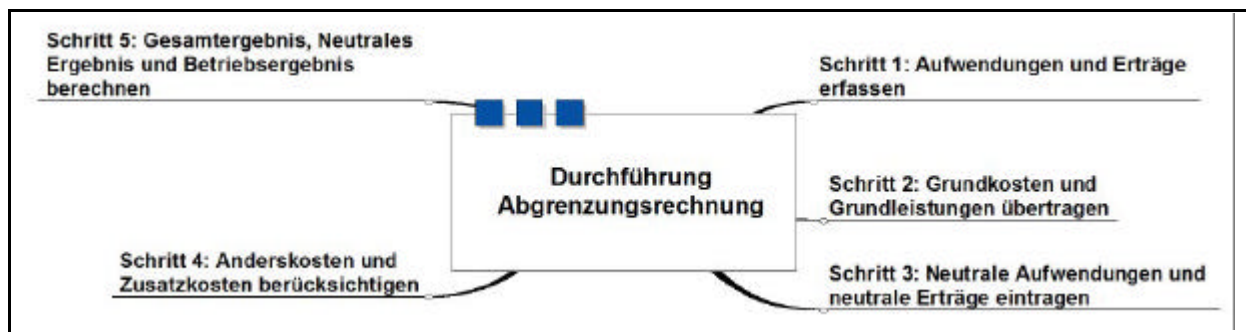 Schritt 5: Gesamtergebnis, Neutrales
Ergebnis und Betriebsergebnis
berechnen
Schritt 1: Aufwendungen und Erträge
erfassen
Durchführung
Abgrenzungsrechnung
Schritt 2: Grundkosten und
Grundleistungen übertragen
Schritt 4: Anderskosten und
Zusatzkosten berücksichtigen
Schritt 3: Neutrale Aufwendungen und
neutrale Erträge eintragen